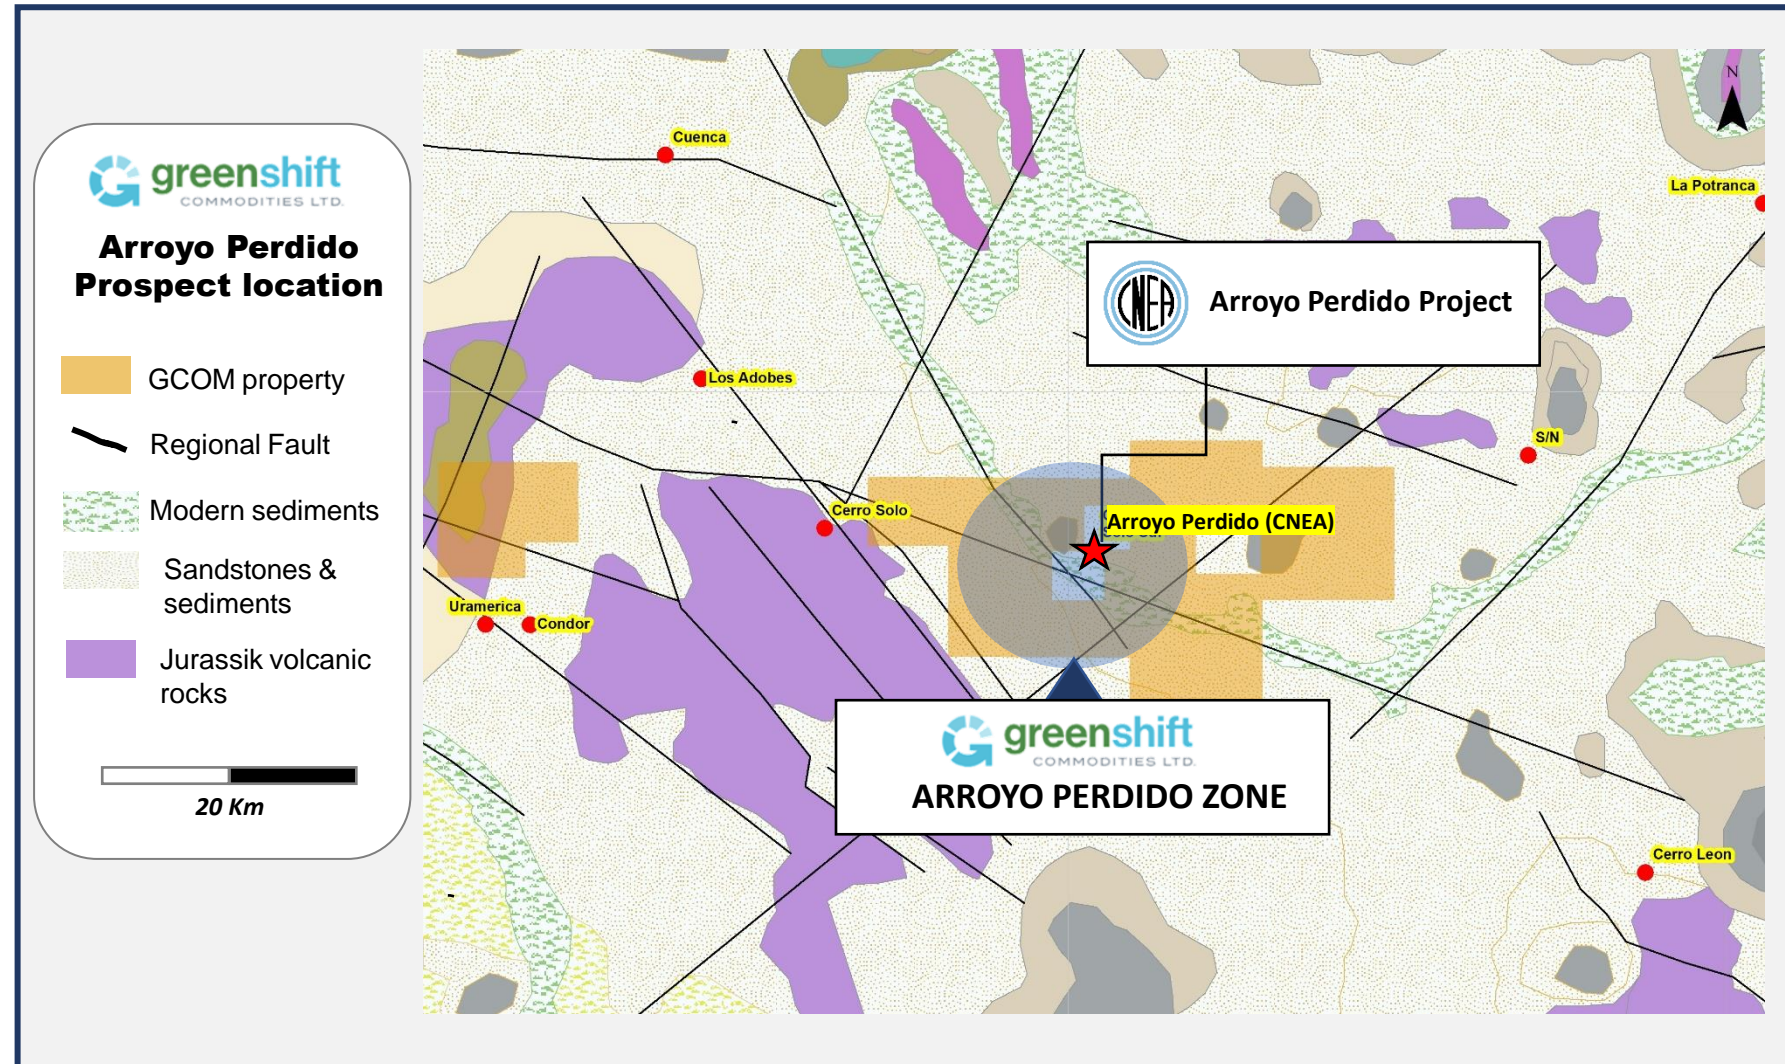 greenshift
COMMODITIES LTD.
Arroyo Perdido
Prospect location
GCOM property
Regional Fault
Modern sediments
Sandstones &
sediments
Jurassik volcanic
rocks
20 Km
N
Cuenca
La Potranca
CNEA
Arroyo Perdido Project
Los Adobes
S/N
Cerro Solo
Arroyo Perdido (CNEA)
Uramerica
Condor
greenshift
COMMODITIES LTD.
ARROYO PERDIDO ZONE
Cerro Leon